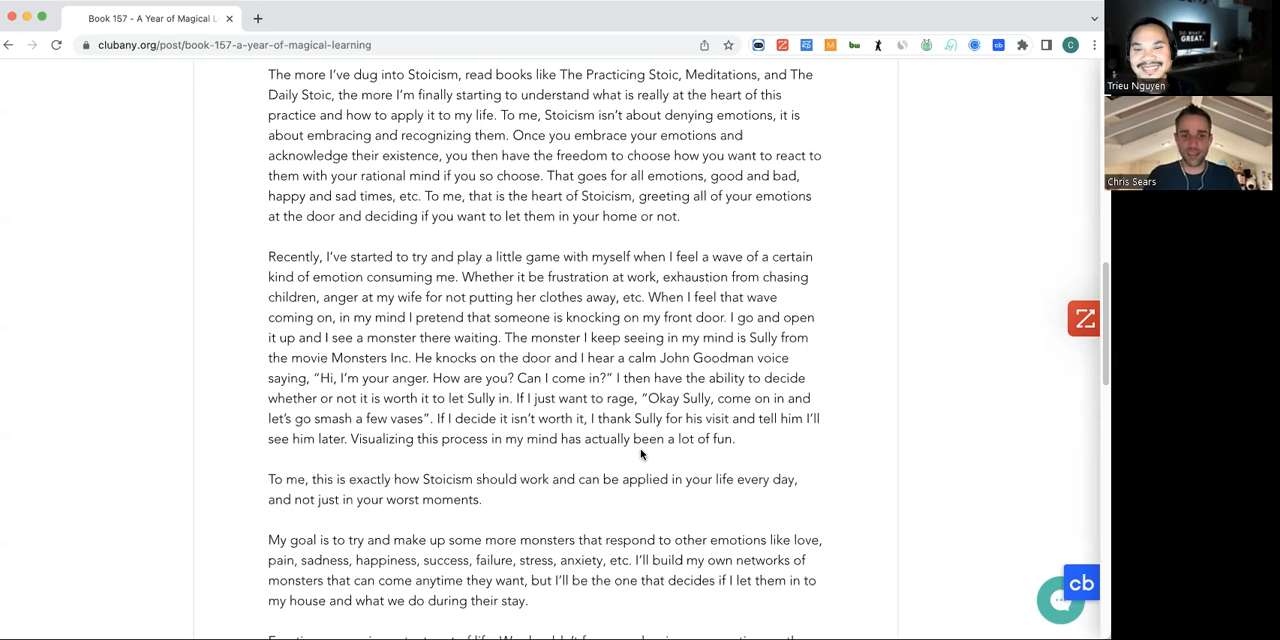 Book 157 - A Year of Magical L
clubany.org/post/book-157-a-year-of-magical-learning
M
bw
cb
C
DO WHAT IS
GREAT.
Trieu Nguyen
Chris Sears
The more I've dug into Stoicism, read books like The Practicing Stoic, Meditations, and The
Daily Stoic, the more I'm finally starting to understand what is really at the heart of this
practice and how to apply it to my life. To me, Stoicism isn't about denying emotions, it is
about embracing and recognizing them. Once you embrace your emotions and
acknowledge their existence, you then have the freedom to choose how you want to react to
them with your rational mind if you so choose. That goes for all emotions, good and bad,
happy and sad times, etc. To me, that is the heart of Stoicism, greeting all of your emotions
at the door and deciding if you want to let them in your home or not.
Recently, I've started to try and play a little game with myself when I feel a wave of a certain
kind of emotion consuming me. Whether it be frustration at work, exhaustion from chasing
children, anger at my wife for not putting her clothes away, etc. When I feel that wave
coming on, in my mind I pretend that someone is knocking on my front door. I go and open
it up and I see a monster there waiting. The monster I keep seeing in my mind is Sully from
the movie Monsters Inc. He knocks on the door and I hear a calm John Goodman voice
saying, “Hi, I'm your anger. How are you? Can I come in?” I then have the ability to decide
whether or not it is worth it to let Sully in. If I just want to rage, “Okay Sully, come on in and
let's go smash a few vases”. If I decide it isn't worth it, I thank Sully for his visit and tell him I'll
see him later. Visualizing this process in my mind has actually been a lot of fun.
To me, this is exactly how Stoicism should work and can be applied in your life every day,
and not just in your worst moments.
My goal is to try and make up some more monsters that respond to other emotions like love,
pain, sadness, happiness, success, failure, stress, anxiety, etc. I'll build my own networks of
monsters that can come anytime they want, but I'll be the one that decides if I let them in to
my house and what we do during their stay.
cb